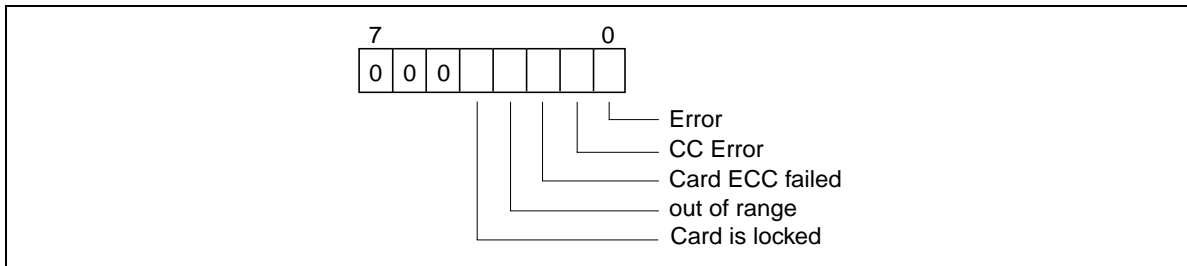 7 0
0 0 0
Error
CC Error
Card ECC failed
out of range
Card is locked